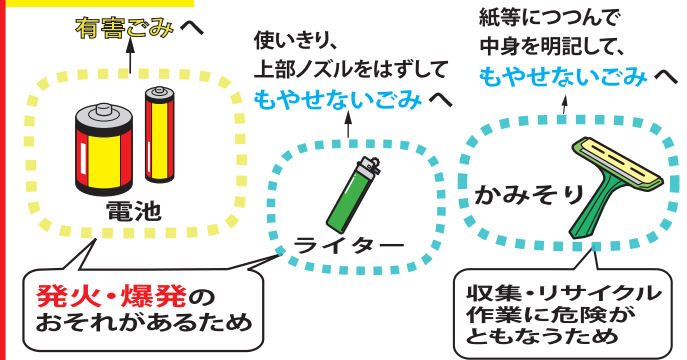 有害ごみへ
電池
使いきり、
上部ノズルをはずして
もやせないごみへ
ライター
紙等につつんで
中身を明記して、
もやせないごみへ
かみそり
発火・爆発の
おそれがあるため
収集・リサイクル
作業に危険が
ともなうため